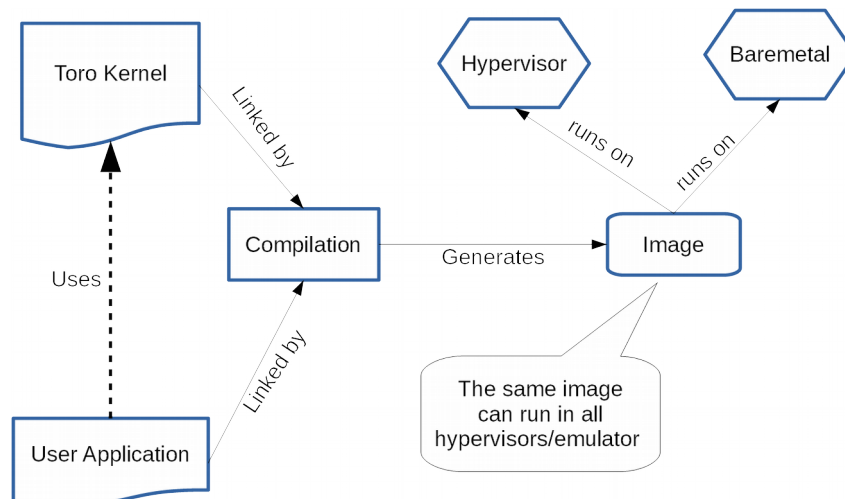 Toro Kernel
Hypervisor
Baremetal
Linked by
runs on
runs on
Compilation
Generates
Image
Uses
Linked by
The same image
can run in all
hypervisors/emulator
User Application